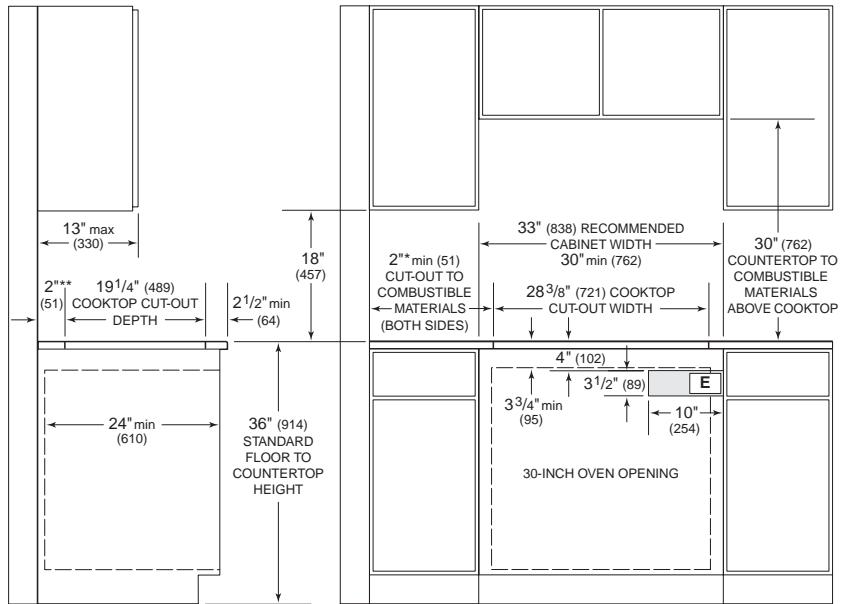 13" max
(330)
18"
(457)
2"**
(51)
19 1/4" (489)
COOKTOP CUT-OUT
DEPTH
2 1/2" min
(64)
24" min
(610)
36" (914)
STANDARD
FLOOR TO
COUNTERTOP
HEIGHT
33" (838) RECOMMENDED
CABINET WIDTH
30" min (762)
2"* min (51)
CUT-OUT TO
COMBUSTIBLE
MATERIALS
(BOTH SIDES)
28 3/8" (721) COOKTOP
CUT-OUT WIDTH
30" (762)
COUNTERTOP TO
COMBUSTIBLE
MATERIALS
ABOVE COOKTOP
4" (102)
3 1/2" (89)
E
3 3/4" min
(95)
10"
(254)
30-INCH OVEN OPENING